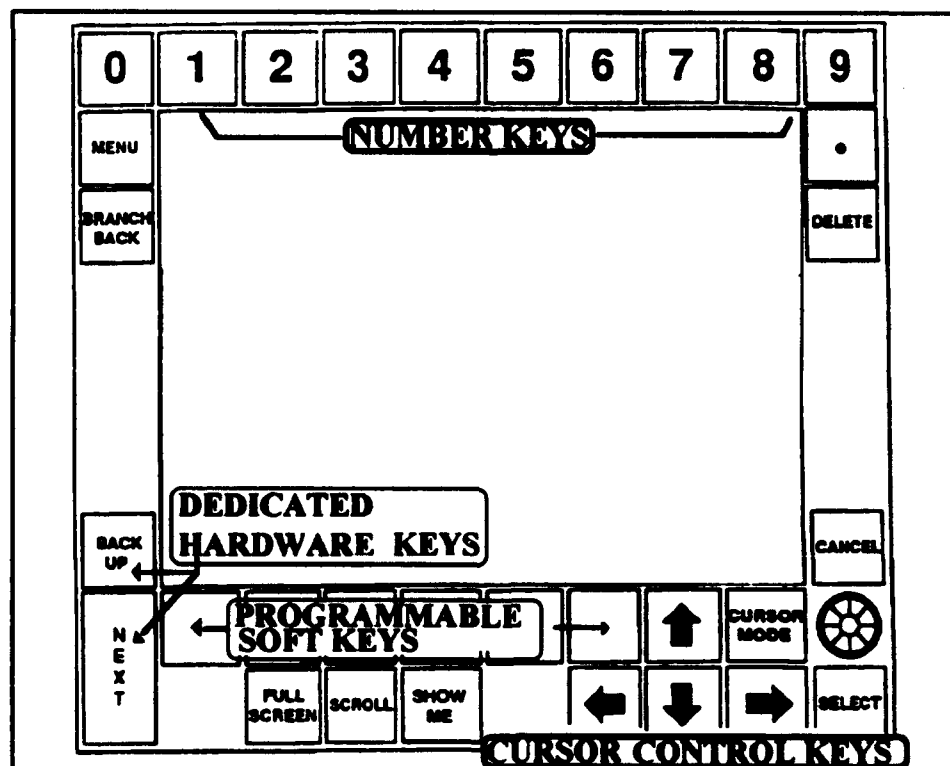 0 1 2 3 4 5 6 7 8 9
MENU
NUMBER KEYS
•
BRANCH
BACK
DELETE
DEDICATED
HARDWARE KEYS
BACK
UP
CANCEL
PROGRAMMABLE
SOFT KEYS
CURSOR
MODE
N
E
X
T
FULL
SCREEN
SCROLL
SHOW
ME
SELECT
CURSOR CONTROL KEYS